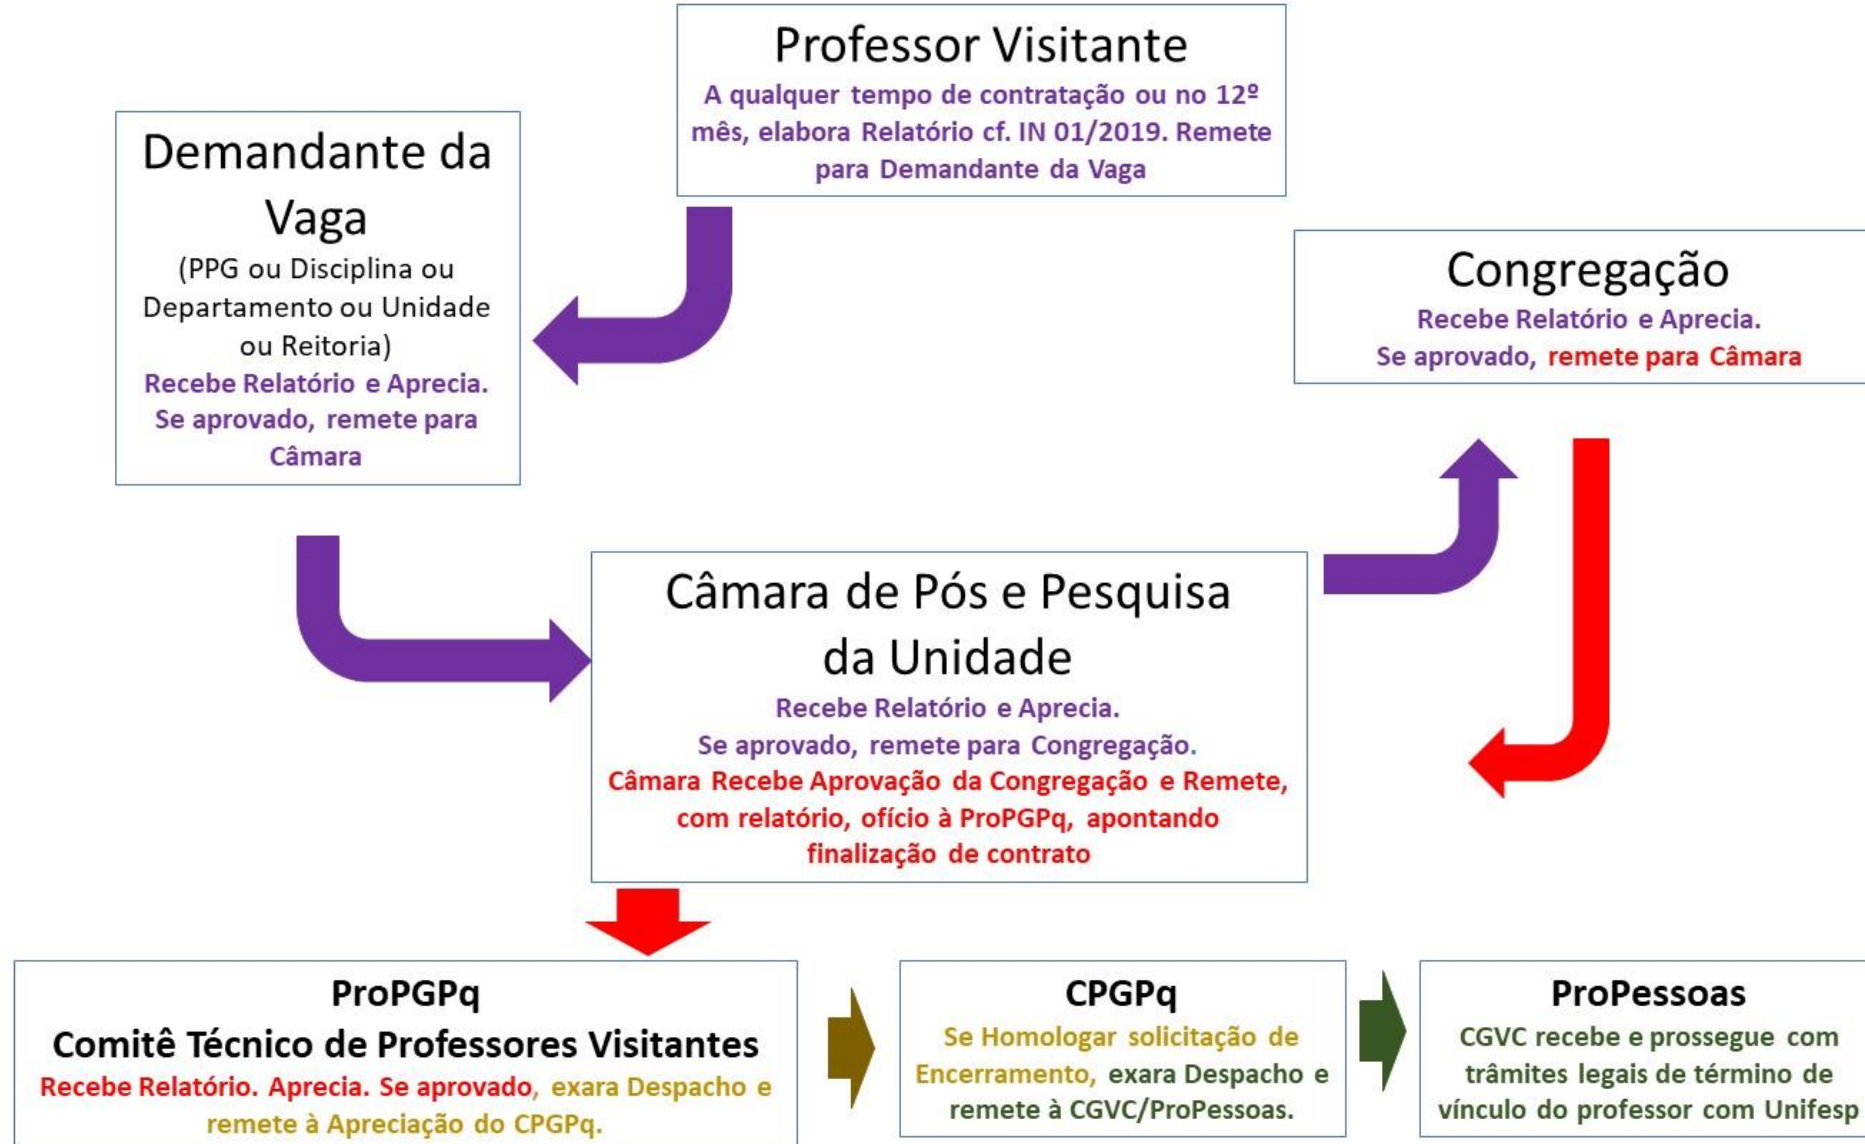 Professor Visitante
A qualquer tempo de contratação ou no 12º
mês, elabora Relatório cf. IN 01/2019. Remete
para Demandante da Vaga
Demandante da
Vaga
(PPG ou Disciplina ou
Departamento ou Unidade
ou Reitoria)
Recebe Relatório e Aprecia.
Se aprovado, remete para
Câmara
Congregação
Recebe Relatório e Aprecia.
Se aprovado, remete para Câmara
Câmara de Pós e Pesquisa
da Unidade
Recebe Relatório e Aprecia.
Se aprovado, remete para Congregação.
Câmara Recebe Aprovação da Congregação e Remete,
com relatório, ofício à ProPGPq, apontando
finalização de contrato
ProPGPq
Comitê Técnico de Professores Visitantes
Recebe Relatório. Aprecia. Se aprovado, exara Despacho e
remete à Apreciação do CPGPq.
CPGPq
Se Homologar solicitação de
Encerramento, exara Despacho e
remete à CGVC/ProPessoas.
ProPessoas
CGVC recebe e prossegue com
trâmites legais de término de
vínculo do professor com Unifesp